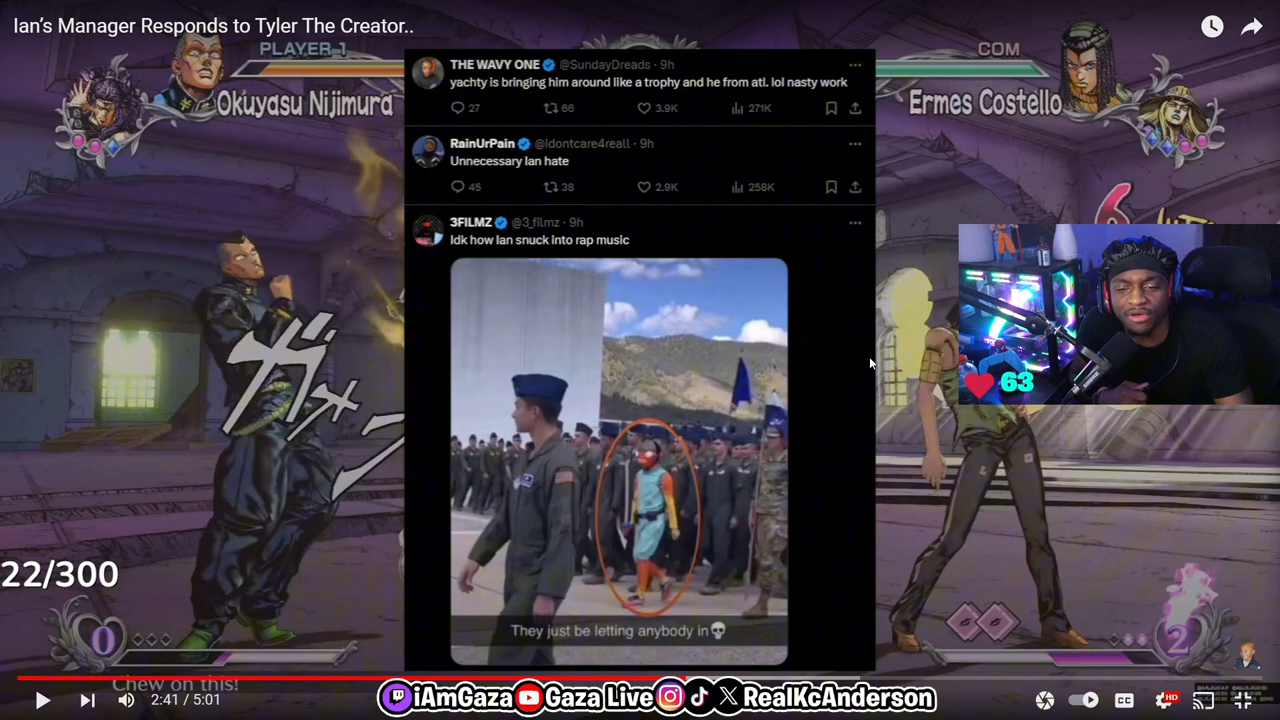 Ian's Manager Responds to Tyler The Creator..
PLAYER 1
COM
Okuyasu Nijimura
Ermes Costello
THE WAVY ONE @SundayDreads · 9h
yachty is bringing him around like a trophy and he from atl. lol nasty work
27 66 3.9K 271K
RainUrPain @Idontcare4reall · 9h
Unnecessary Ian hate
45 38 2.9K 258K
3FILMZ @3_filmz · 9h
Idk how Ian snuck into rap music
They just be letting anybody in💀
63
22/300
0
2
Chew on this!
2:41 / 5:01
iAmGaza Gaza Live RealKcAnderson
CC
HD